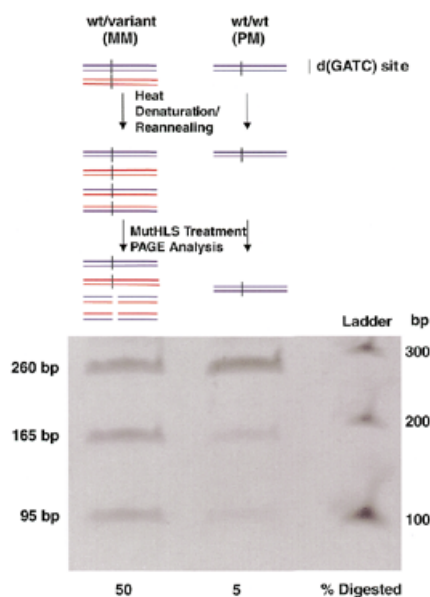 wt/variant
(MM)
wt/wt
(PM)
d(GATC) site
Heat
Denaturation/
Reannealing
MutHLS Treatment
PAGE Analysis
Ladder
bp
260 bp
300
165 bp
200
95 bp
100
50
5
% Digested